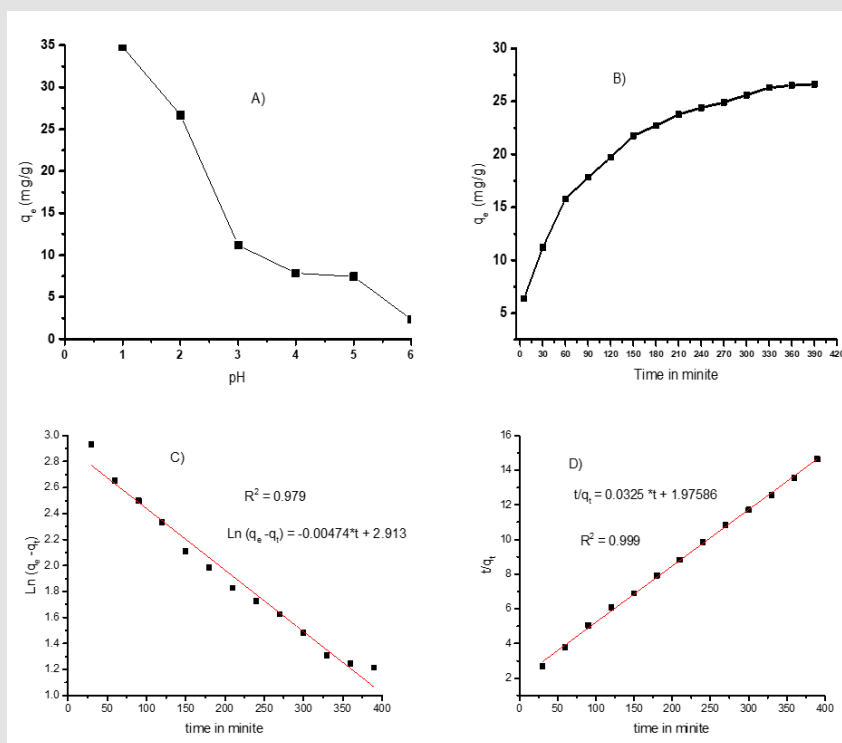 A)
q_e (mg/g)
35
30
25
20
15
10
5
0
0 1 2 3 4 5 6
pH
B)
q_e (mg/g)
30
25
20
15
10
5
0 30 60 90 120 150 180 210 240 270 300 330 360 390 420
Time in minite
C)
R² = 0.979
Ln (q_e -q_t) = -0.00474*t + 2.913
Ln (q_e -q_t)
3.0
2.8
2.6
2.4
2.2
2.0
1.8
1.6
1.4
1.2
1.0
0 50 100 150 200 250 300 350 400
time in minite
D)
t/q_t = 0.0325 *t + 1.97586
R² = 0.999
t/q_t
16
14
12
10
8
6
4
2
0 50 100 150 200 250 300 350 400
time in minite